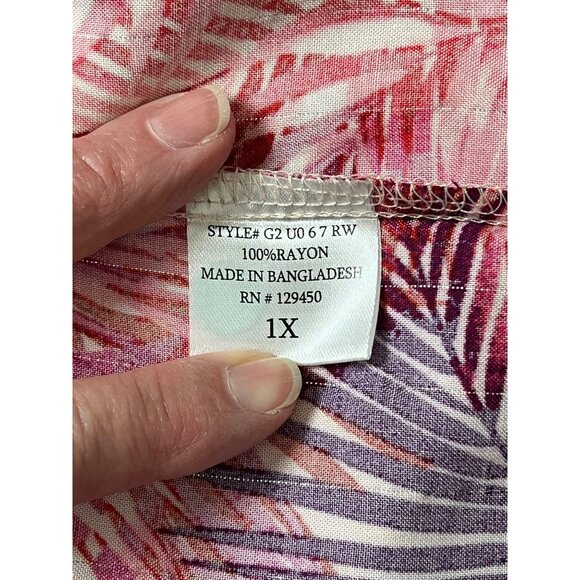 STYLE# G2 U0 6 7 RW
100%RAYON
MADE IN BANGLADESH
RN # 129450
1X